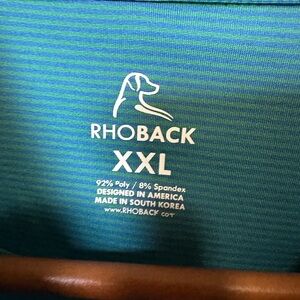 RHOBACK
XXL
92% Poly / 8% Spandex
DESIGNED IN AMERICA
MADE IN SOUTH KOREA
www.RHOBACK.com